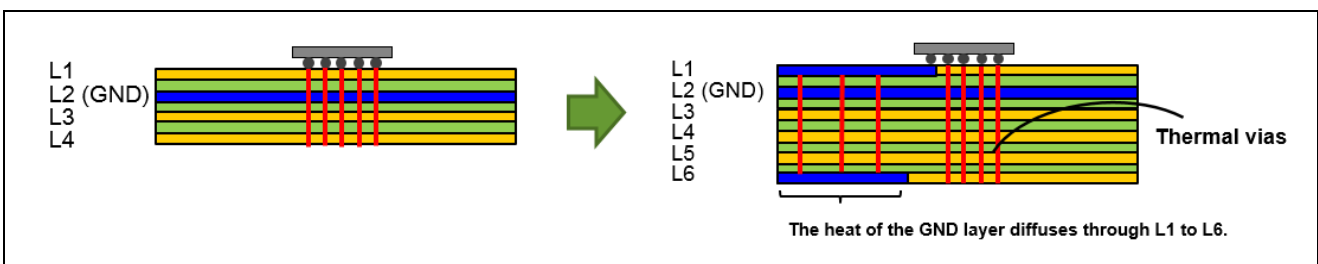 L1
L2 (GND)
L3
L4
L1
L2 (GND)
L3
L4
L5
L6
Thermal vias
The heat of the GND layer diffuses through L1 to L6.